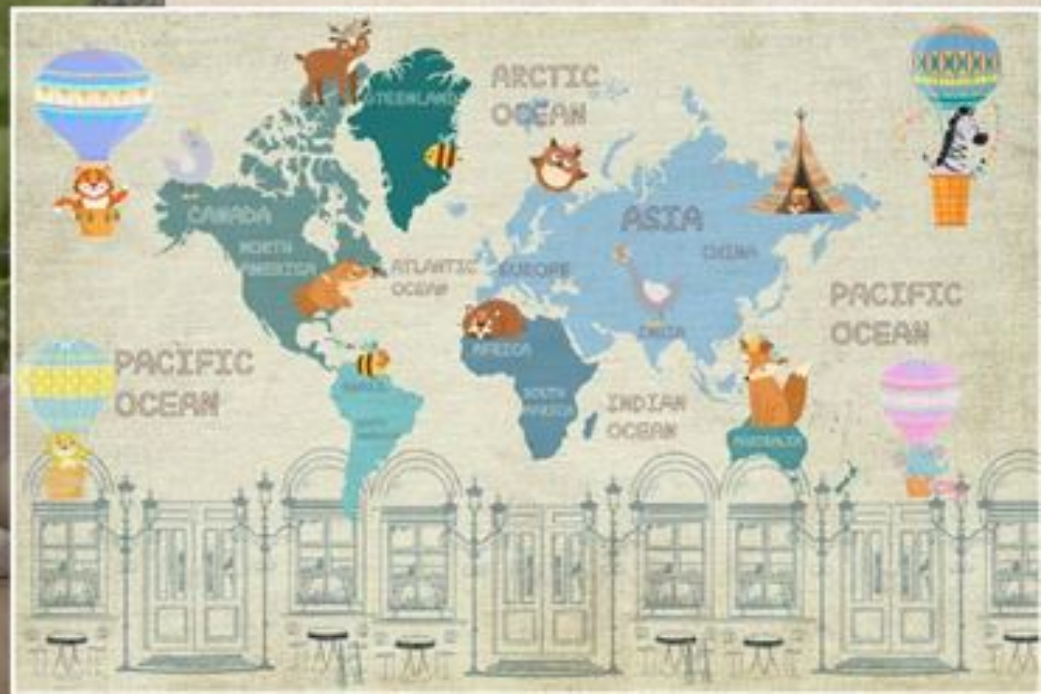 ARCTIC
OCEAN
GREENLAND
CANADA
NORTH
AMERICA
ASIA
CHINA
ATLANTIC
OCEAN
EUROPE
INDIA
PACIFIC
OCEAN
AFRICA
PACIFIC
OCEAN
SOUTH
AFRICA
INDIAN
OCEAN
AUSTRALIA